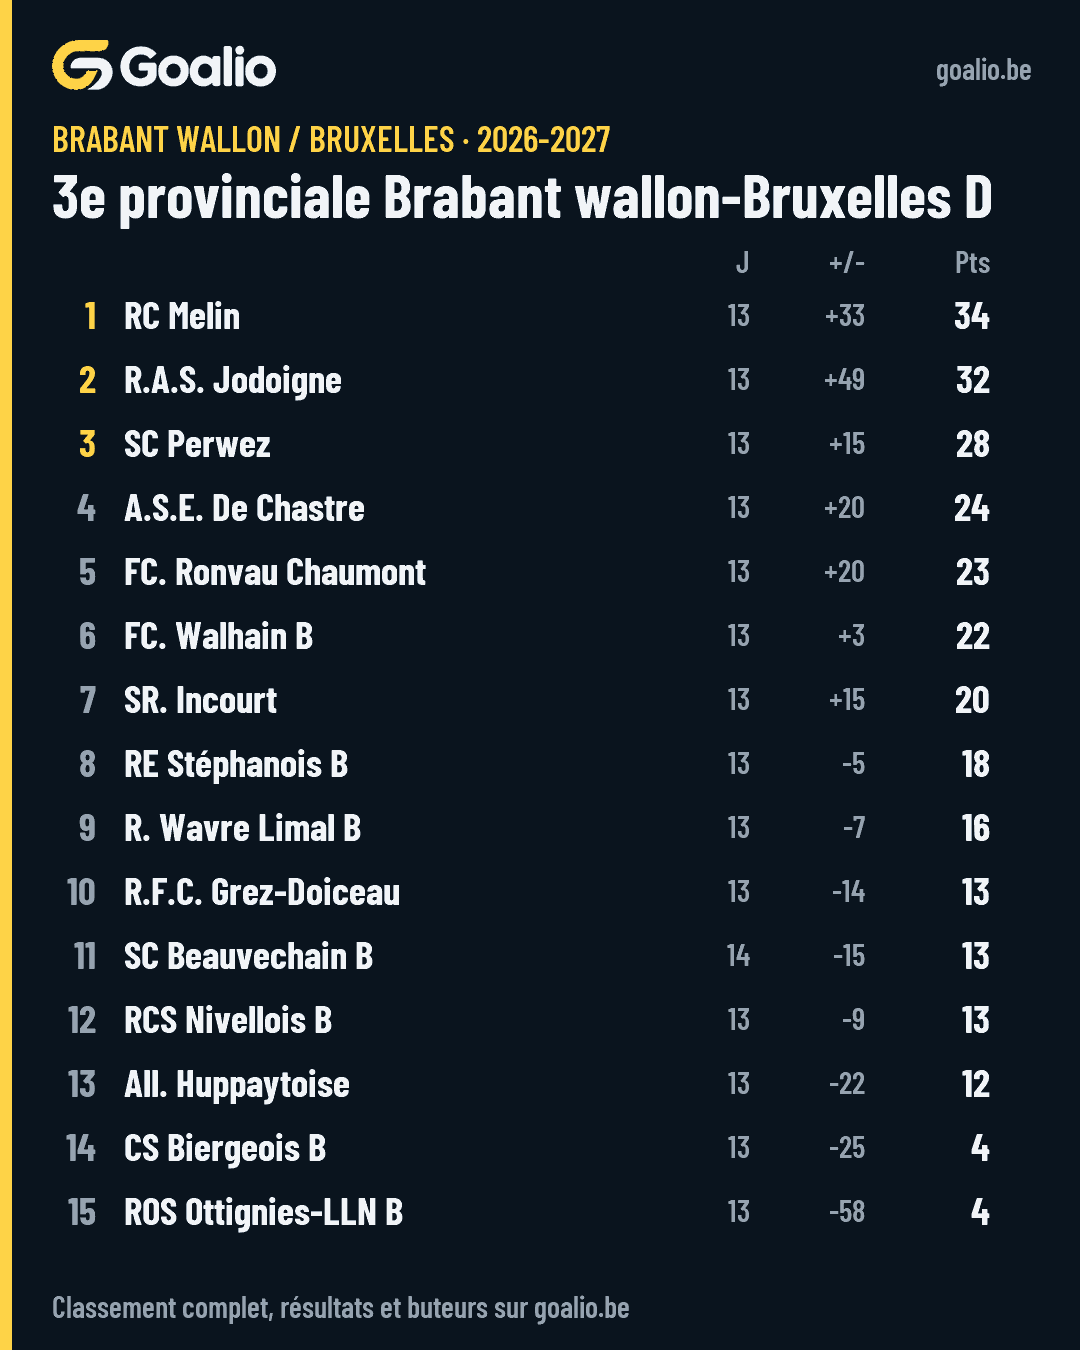 Goalio
goalio.be
BRABANT WALLON / BRUXELLES · 2026-2027
3e provinciale Brabant wallon-Bruxelles D
J +/- Pts
1 RC Melin 13 +33 34
2 R.A.S. Jodoigne 13 +49 32
3 SC Perwez 13 +15 28
4 A.S.E. De Chastre 13 +20 24
5 FC. Ronvau Chaumont 13 +20 23
6 FC. Walhain B 13 +3 22
7 SR. Incourt 13 +15 20
8 RE Stéphanois B 13 -5 18
9 R. Wavre Limal B 13 -7 16
10 R.F.C. Grez-Doiceau 13 -14 13
11 SC Beauvechain B 14 -15 13
12 RCS Nivellois B 13 -9 13
13 All. Huppaytoise 13 -22 12
14 CS Biergeois B 13 -25 4
15 ROS Ottignies-LLN B 13 -58 4
Classement complet, résultats et buteurs sur goalio.be